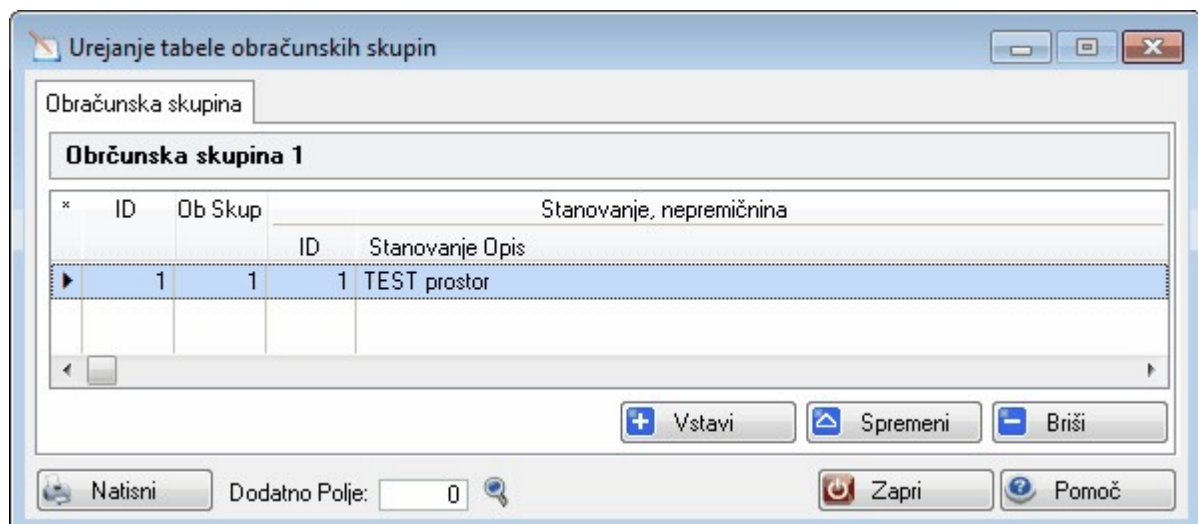 Urejanje tabele obračunskih skupin
Obračunska skupina
Obrčunska skupina 1
* ID Ob Skup Stanovanje, nepremičnina
ID Stanovanje Opis
1 1 1 TEST prostor
Vstavi Spremeni Briši
Natisni Dodatno Polje: 0 Zapri Pomoč